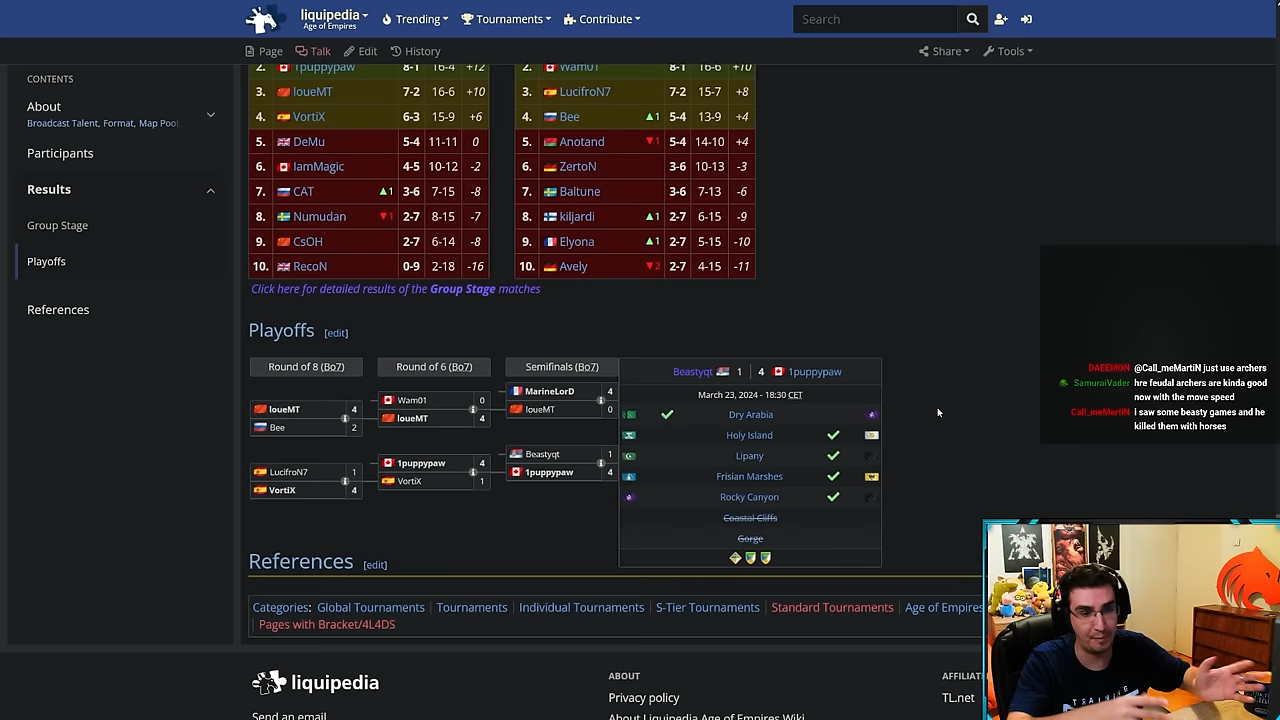 liquipedia
Age of Empires
Trending
Tournaments
Contribute
Search
Page
Talk
Edit
History
Share
Tools
CONTENTS
About
Broadcast Talent, Format, Map Pool,
Participants
Results
Group Stage
Playoffs
References
2. 1puppypaw 8-1 16-4 +12
3. loueMT 7-2 16-6 +10
4. VortiX 6-3 15-9 +6
5. DeMu 5-4 11-11 0
6. IamMagic 4-5 10-12 -2
7. CAT ▲1 3-6 7-15 -8
8. Numudan ▼1 2-7 8-15 -7
9. CsOH 2-7 6-14 -8
10. RecoN 0-9 2-18 -16
2. Wam01 8-1 16-6 +10
3. LucifroN7 7-2 15-7 +8
4. Bee ▲1 5-4 13-9 +4
5. Anotand ▼1 5-4 14-10 +4
6. ZertoN 3-6 10-13 -3
7. Baltune 3-6 7-13 -6
8. kiljardi ▲1 2-7 6-15 -9
9. Elyona ▲1 2-7 5-15 -10
10. Avely ▼2 2-7 4-15 -11
Click here for detailed results of the Group Stage matches
Playoffs [edit]
Round of 8 (Bo7)
Round of 6 (Bo7)
Semifinals (Bo7)
loueMT 4
Bee 2
LucifroN7 1
VortiX 4
Wam01 0
loueMT 4
1puppypaw 4
VortiX 1
MarineLorD 4
loueMT 0
Beastyqt 1
1puppypaw 4
Beastyqt 1 4 1puppypaw
March 23, 2024 - 18:30 CET
Dry Arabia
Holy Island
Lipany
Frisian Marshes
Rocky Canyon
Coastal Cliffs
Gorge
DAEEMON @Call_meMartiN just use archers
SamuraiVader hre feudal archers are kinda good
now with the move speed
Call_meMartiN I saw some beasty games and he
killed them with horses
References [edit]
Categories: Global Tournaments Tournaments Individual Tournaments S-Tier Tournaments Standard Tournaments Age of Empires
Pages with Bracket/4L4DS
liquipedia
Send an email
ABOUT
Privacy policy
About Liquipedia Age of Empires Wiki
AFFILIAT
TL.net
TRAINING